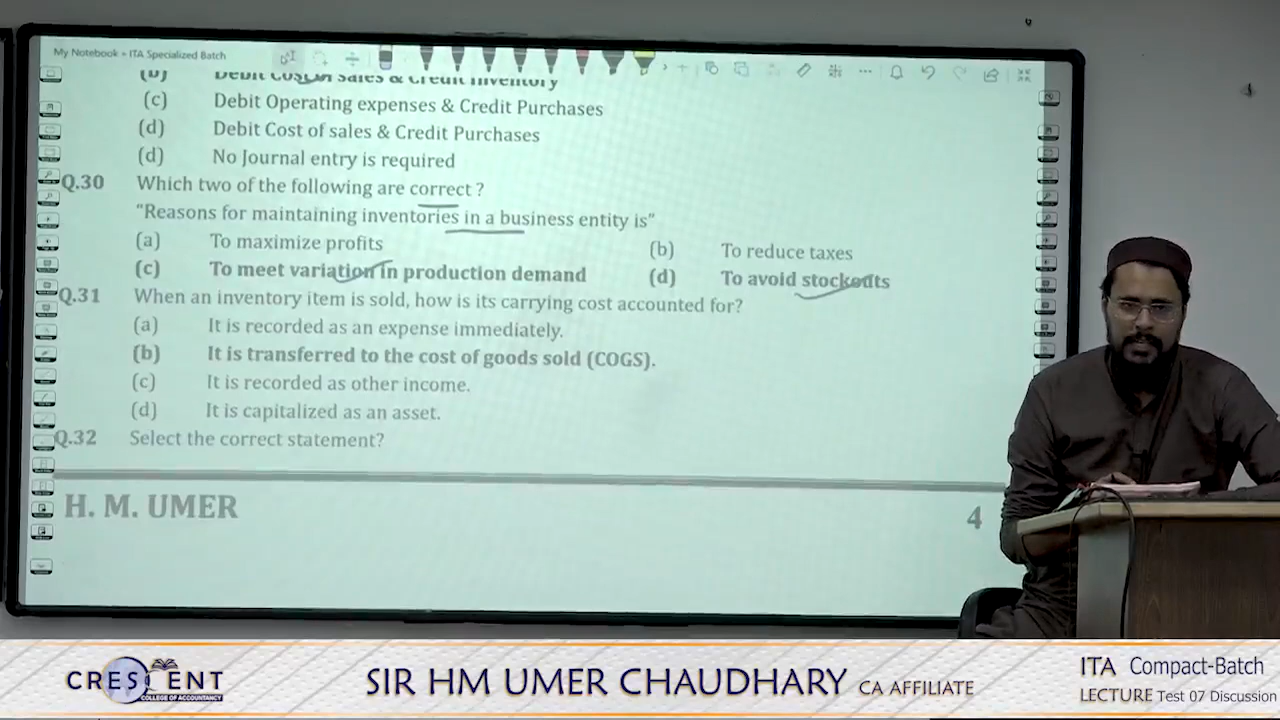 My Notebook > ITA Specialized Batch
(b) Debit Cost of Sales & Credit Inventory
(c) Debit Operating expenses & Credit Purchases
(d) Debit Cost of sales & Credit Purchases
(d) No Journal entry is required
Q.30 Which two of the following are correct ?
“Reasons for maintaining inventories in a business entity is”
(a) To maximize profits (b) To reduce taxes
(c) To meet variation in production demand (d) To avoid stockouts
Q.31 When an inventory item is sold, how is its carrying cost accounted for?
(a) It is recorded as an expense immediately.
(b) It is transferred to the cost of goods sold (COGS).
(c) It is recorded as other income.
(d) It is capitalized as an asset.
Q.32 Select the correct statement?
H. M. UMER 4
CRESCENT
COLLEGE OF ACCOUNTANCY
SIR HM UMER CHAUDHARY CA AFFILIATE
ITA Compact-Batch
LECTURE Test 07 Discussion